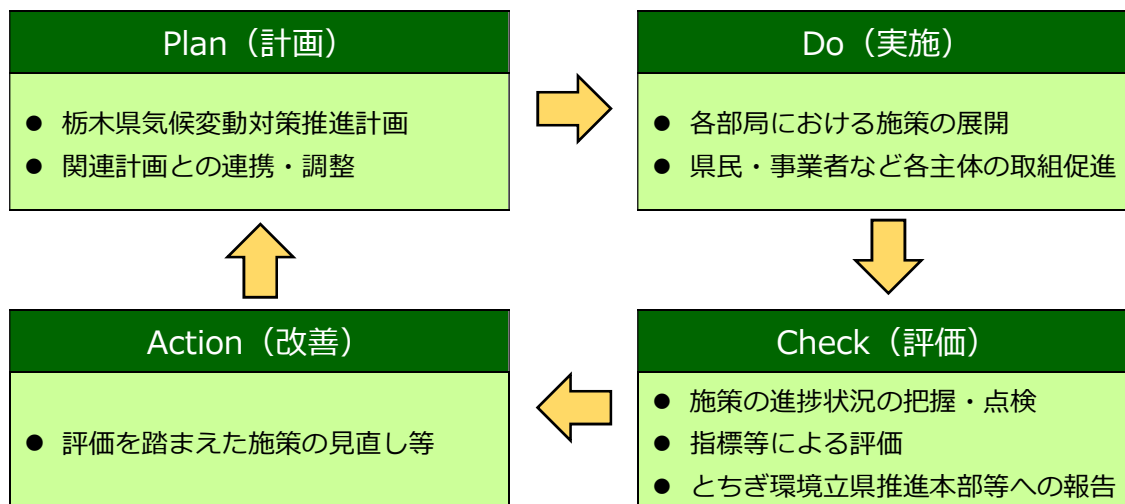 Plan（計画）
● 栃木県気候変動対策推進計画
● 関連計画との連携・調整
Do（実施）
● 各部局における施策の展開
● 県民・事業者など各主体の取組促進
Check（評価）
● 施策の進捗状況の把握・点検
● 指標等による評価
● とちぎ環境立県推進本部等への報告
Action（改善）
● 評価を踏まえた施策の見直し等